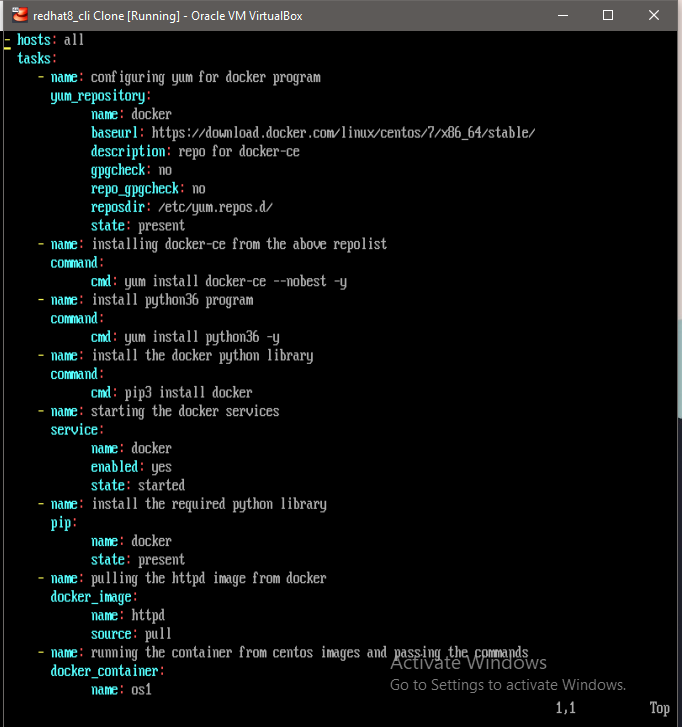 redhat8_cli Clone [Running] - Oracle VM VirtualBox
- hosts: all
  tasks:
     - name: configuring yum for docker program
       yum_repository:
             name: docker
             baseurl: https://download.docker.com/linux/centos/7/x86_64/stable/
             description: repo for docker-ce
             gpgcheck: no
             repo_gpgcheck: no
             reposdir: /etc/yum.repos.d/
             state: present
     - name: installing docker-ce from the above repolist
       command:
             cmd: yum install docker-ce --nobest -y
     - name: install python36 program
       command:
             cmd: yum install python36 -y
     - name: install the docker python library
       command:
             cmd: pip3 install docker
     - name: starting the docker services
       service:
             name: docker
             enabled: yes
             state: started
     - name: install the required python library
       pip:
             name: docker
             state: present
     - name: pulling the httpd image from docker
       docker_image:
             name: httpd
             source: pull
     - name: running the container from centos images and passing the commands
       docker_container:
             name: os1
Activate Windows
Go to Settings to activate Windows.
1,1 Top